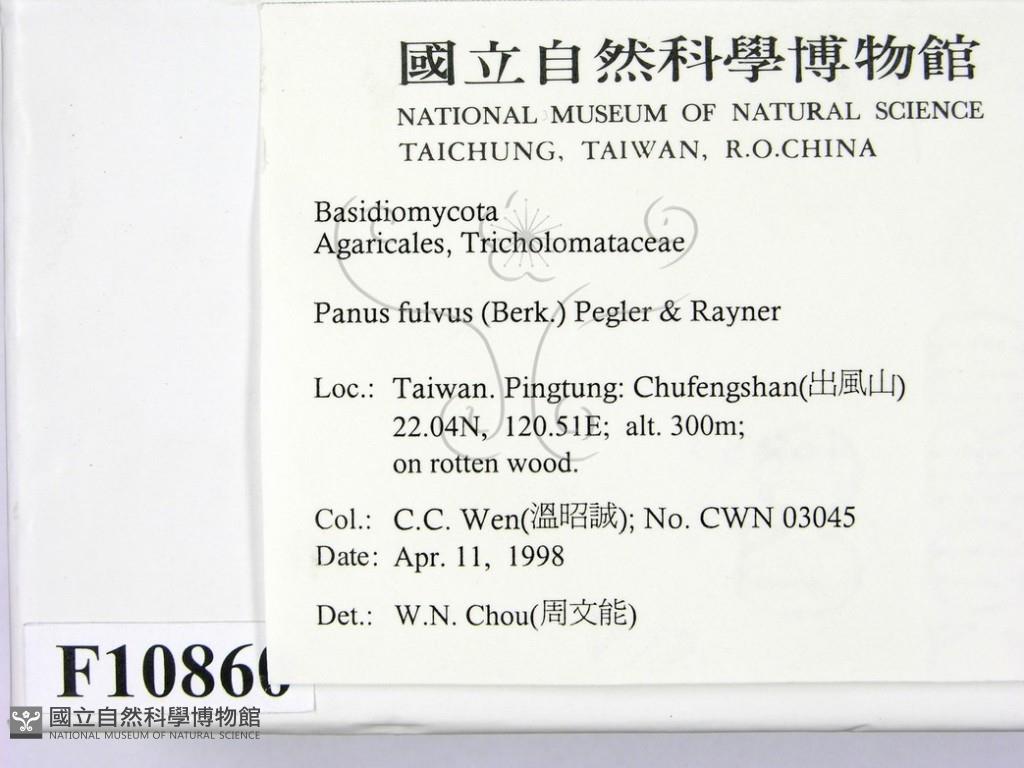 國立自然科學博物館
NATIONAL MUSEUM OF NATURAL SCIENCE
TAICHUNG, TAIWAN, R.O.CHINA
Basidiomycota
Agaricales, Tricholomataceae
Panus fulvus (Berk.) Pegler & Rayner
Loc.: Taiwan. Pingtung: Chufengshan(出風山)
22.04N, 120.51E; alt. 300m;
on rotten wood.
Col.: C.C. Wen(溫昭誠); No. CWN 03045
Date: Apr. 11, 1998
Det.: W.N. Chou(周文能)
F10860
國立自然科學博物館
NATIONAL MUSEUM OF NATURAL SCIENCE